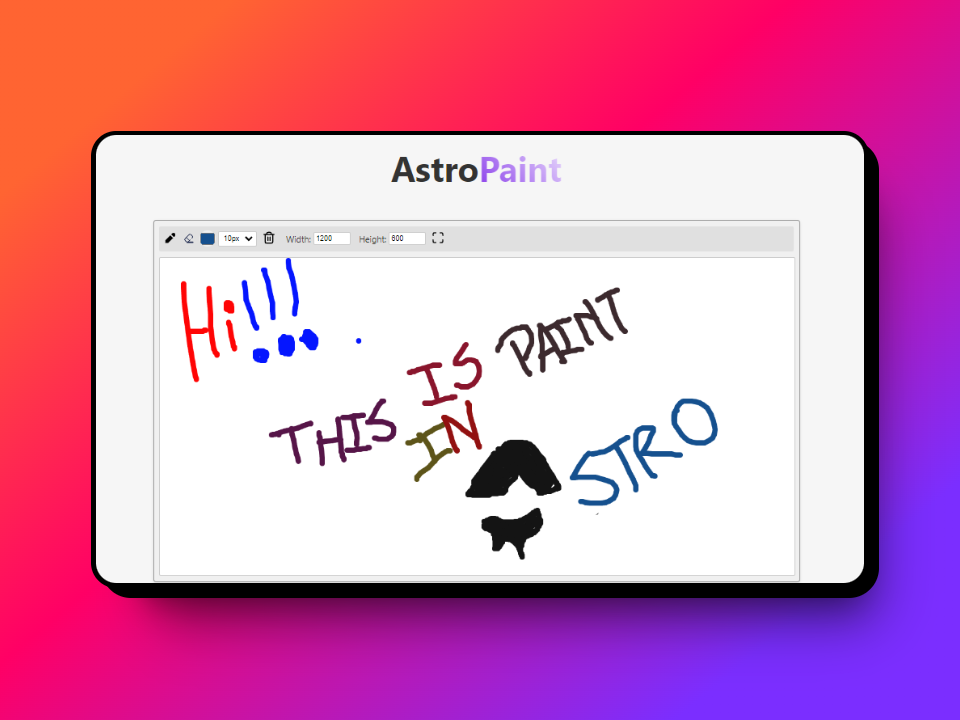 AstroPaint
10px Width: 1200 Height: 600
Hi!!!
THIS IS PAINT
IN STRO